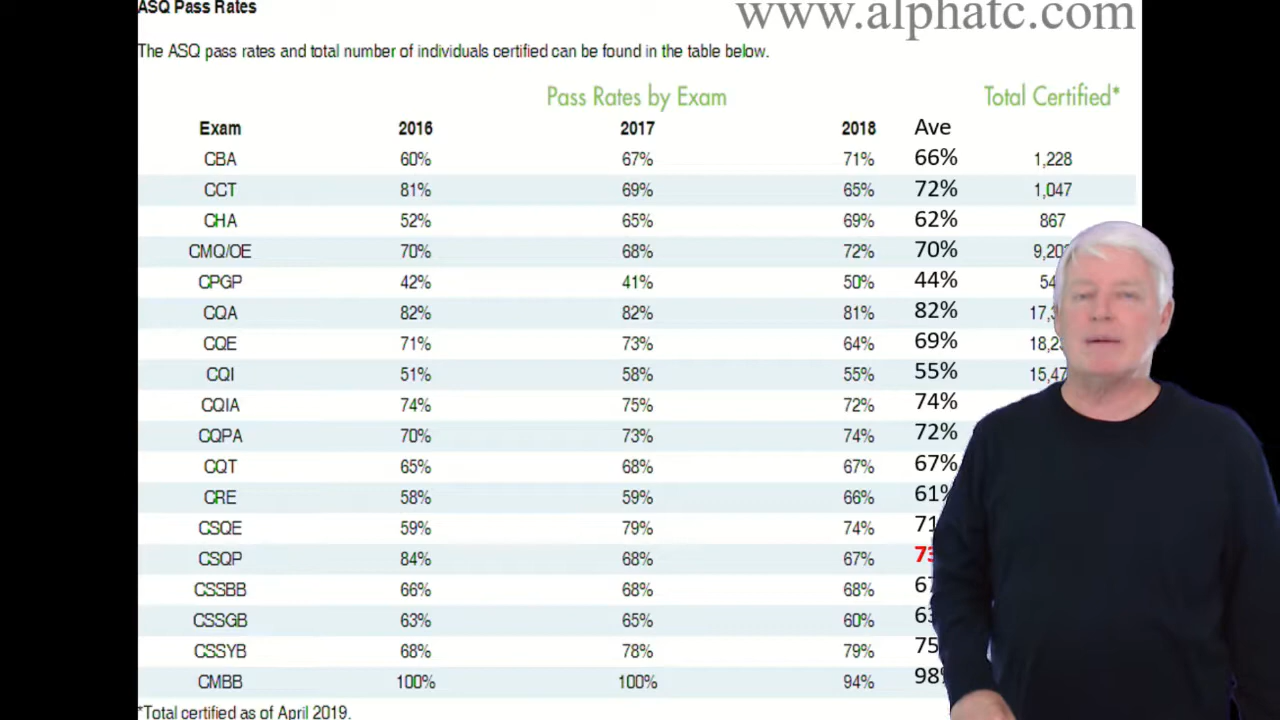 ASQ Pass Rates
www.alphatc.com
The ASQ pass rates and total number of individuals certified can be found in the table below.
Pass Rates by Exam Total Certified*
Exam 2016 2017 2018 Ave
CBA 60% 67% 71% 66% 1,228
CCT 81% 69% 65% 72% 1,047
CHA 52% 65% 69% 62% 867
CMQ/OE 70% 68% 72% 70%
CPGP 42% 41% 50% 44%
CQA 82% 82% 81% 82%
CQE 71% 73% 64% 69%
CQI 51% 58% 55% 55%
CQIA 74% 75% 72% 74%
CQPA 70% 73% 74% 72%
CQT 65% 68% 67% 67%
CRE 58% 59% 66% 61%
CSQE 59% 79% 74% 71
CSQP 84% 68% 67%
CSSBB 66% 68% 68%
CSSGB 63% 65% 60%
CSSYB 68% 78% 79% 75
CMBB 100% 100% 94% 98%
*Total certified as of April 2019.